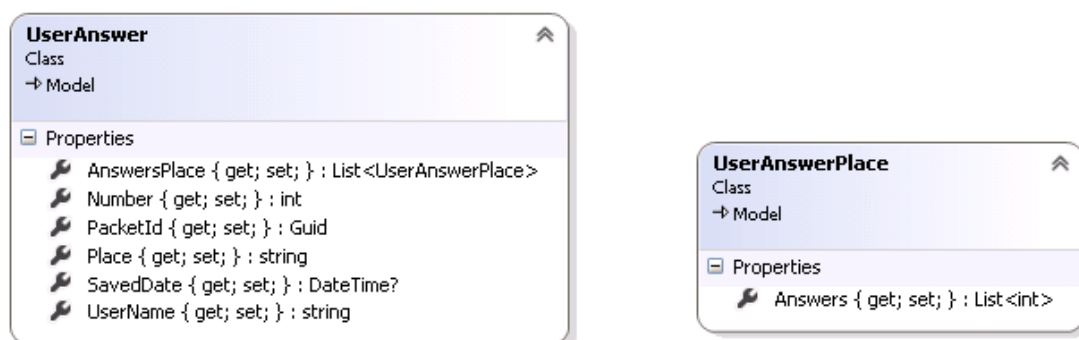 UserAnswer
Class
Model
Properties
AnswersPlace { get; set; } : List<UserAnswerPlace>
Number { get; set; } : int
PacketId { get; set; } : Guid
Place { get; set; } : string
SavedDate { get; set; } : DateTime?
UserName { get; set; } : string
UserAnswerPlace
Class
Model
Properties
Answers { get; set; } : List<int>